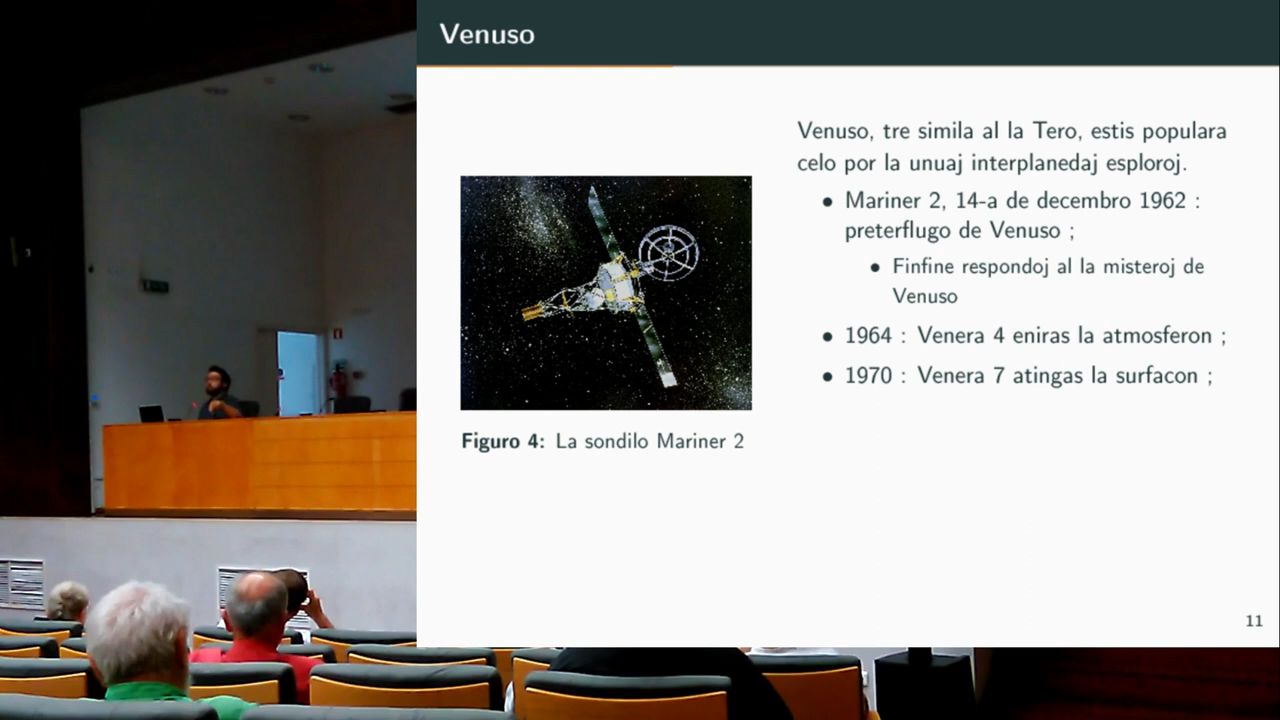 Venuso
Venuso, tre simila al la Tero, estis populara
celo por la unuaj interplanedaj esploroj.
• Mariner 2, 14-a de decembro 1962 :
preterflugo de Venuso ;
• Finfine respondoj al la misteroj de
Venuso
• 1964 : Venera 4 eniras la atmosferon ;
• 1970 : Venera 7 atingas la surfacon ;
Figuro 4: La sondilo Mariner 2
11